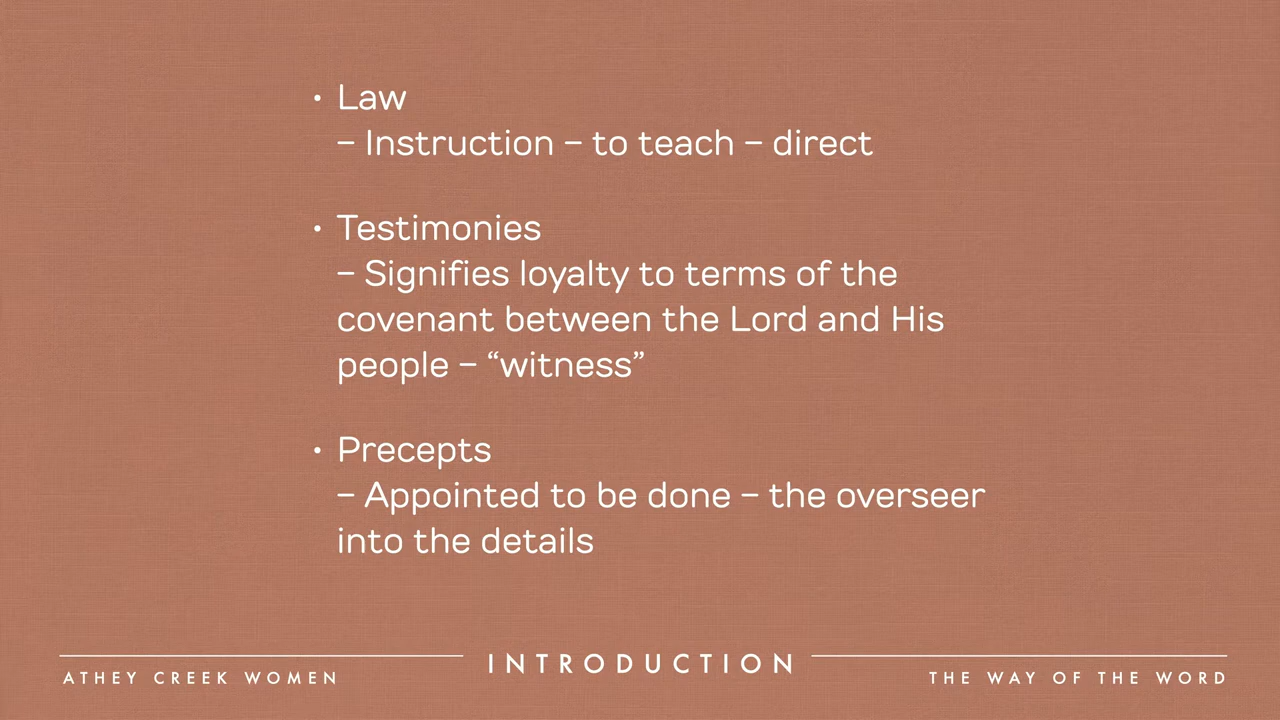 • Law
– Instruction – to teach – direct
• Testimonies
– Signifies loyalty to terms of the
covenant between the Lord and His
people – “witness”
• Precepts
– Appointed to be done – the overseer
into the details
ATHEY CREEK WOMEN
INTRODUCTION
THE WAY OF THE WORD